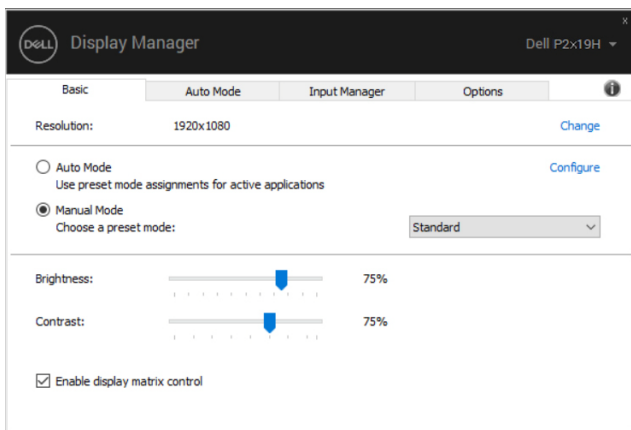 x
DELL Display Manager Dell P2x19H
Basic Auto Mode Input Manager Options i
Resolution: 1920x1080 Change
Auto Mode Configure
Use preset mode assignments for active applications
Manual Mode
Choose a preset mode: Standard
Brightness: 75%
Contrast: 75%
Enable display matrix control